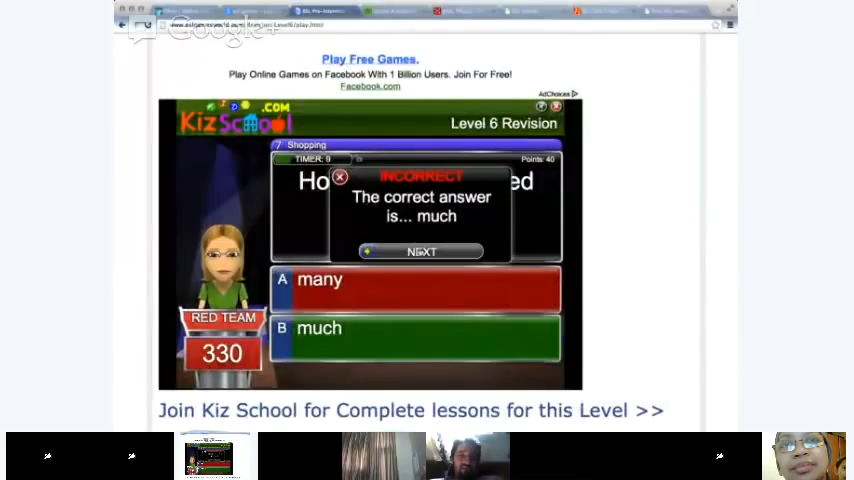 Google+
Play Free Games.
Play Online Games on Facebook With 1 Billion Users. Join For Free!
Facebook.com
AdChoices
KizSchool.COM
Level 6 Revision
7 Shopping
TIMER: 9
Points: 40
Ho
ed
INCORRECT
The correct answer
is... much
NEXT
A many
B much
RED TEAM
330
Join Kiz School for Complete lessons for this Level >>